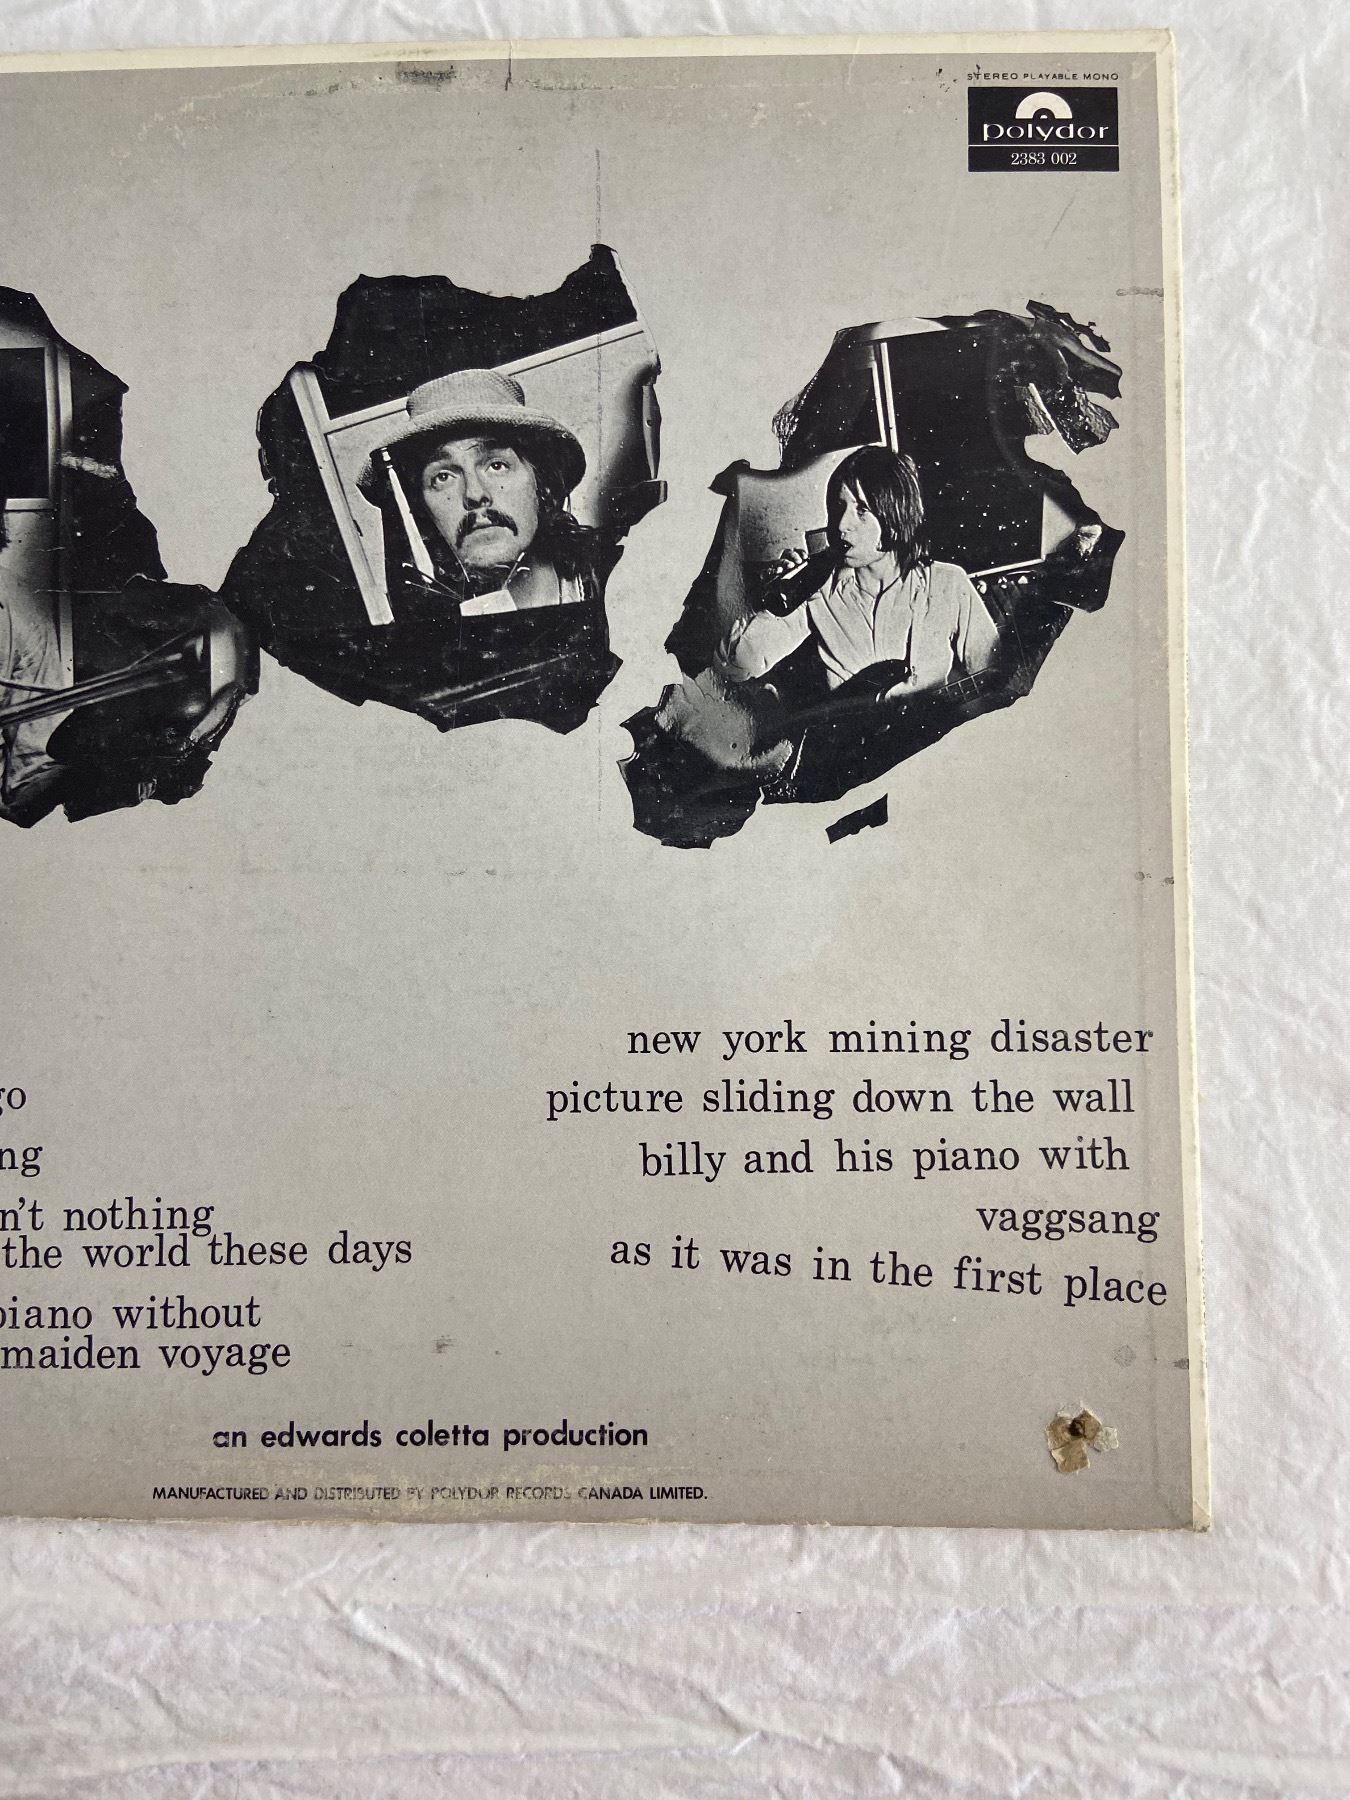 STEREO PLAYABLE MONO
polydor
2383 002
new york mining disaster
picture sliding down the wall
billy and his piano with
vaggsang
as it was in the first place
go
ng
n't nothing
the world these days
piano without
maiden voyage
an edwards coletta production
MANUFACTURED AND DISTRIBUTED BY POLYDOR RECORDS CANADA LIMITED.